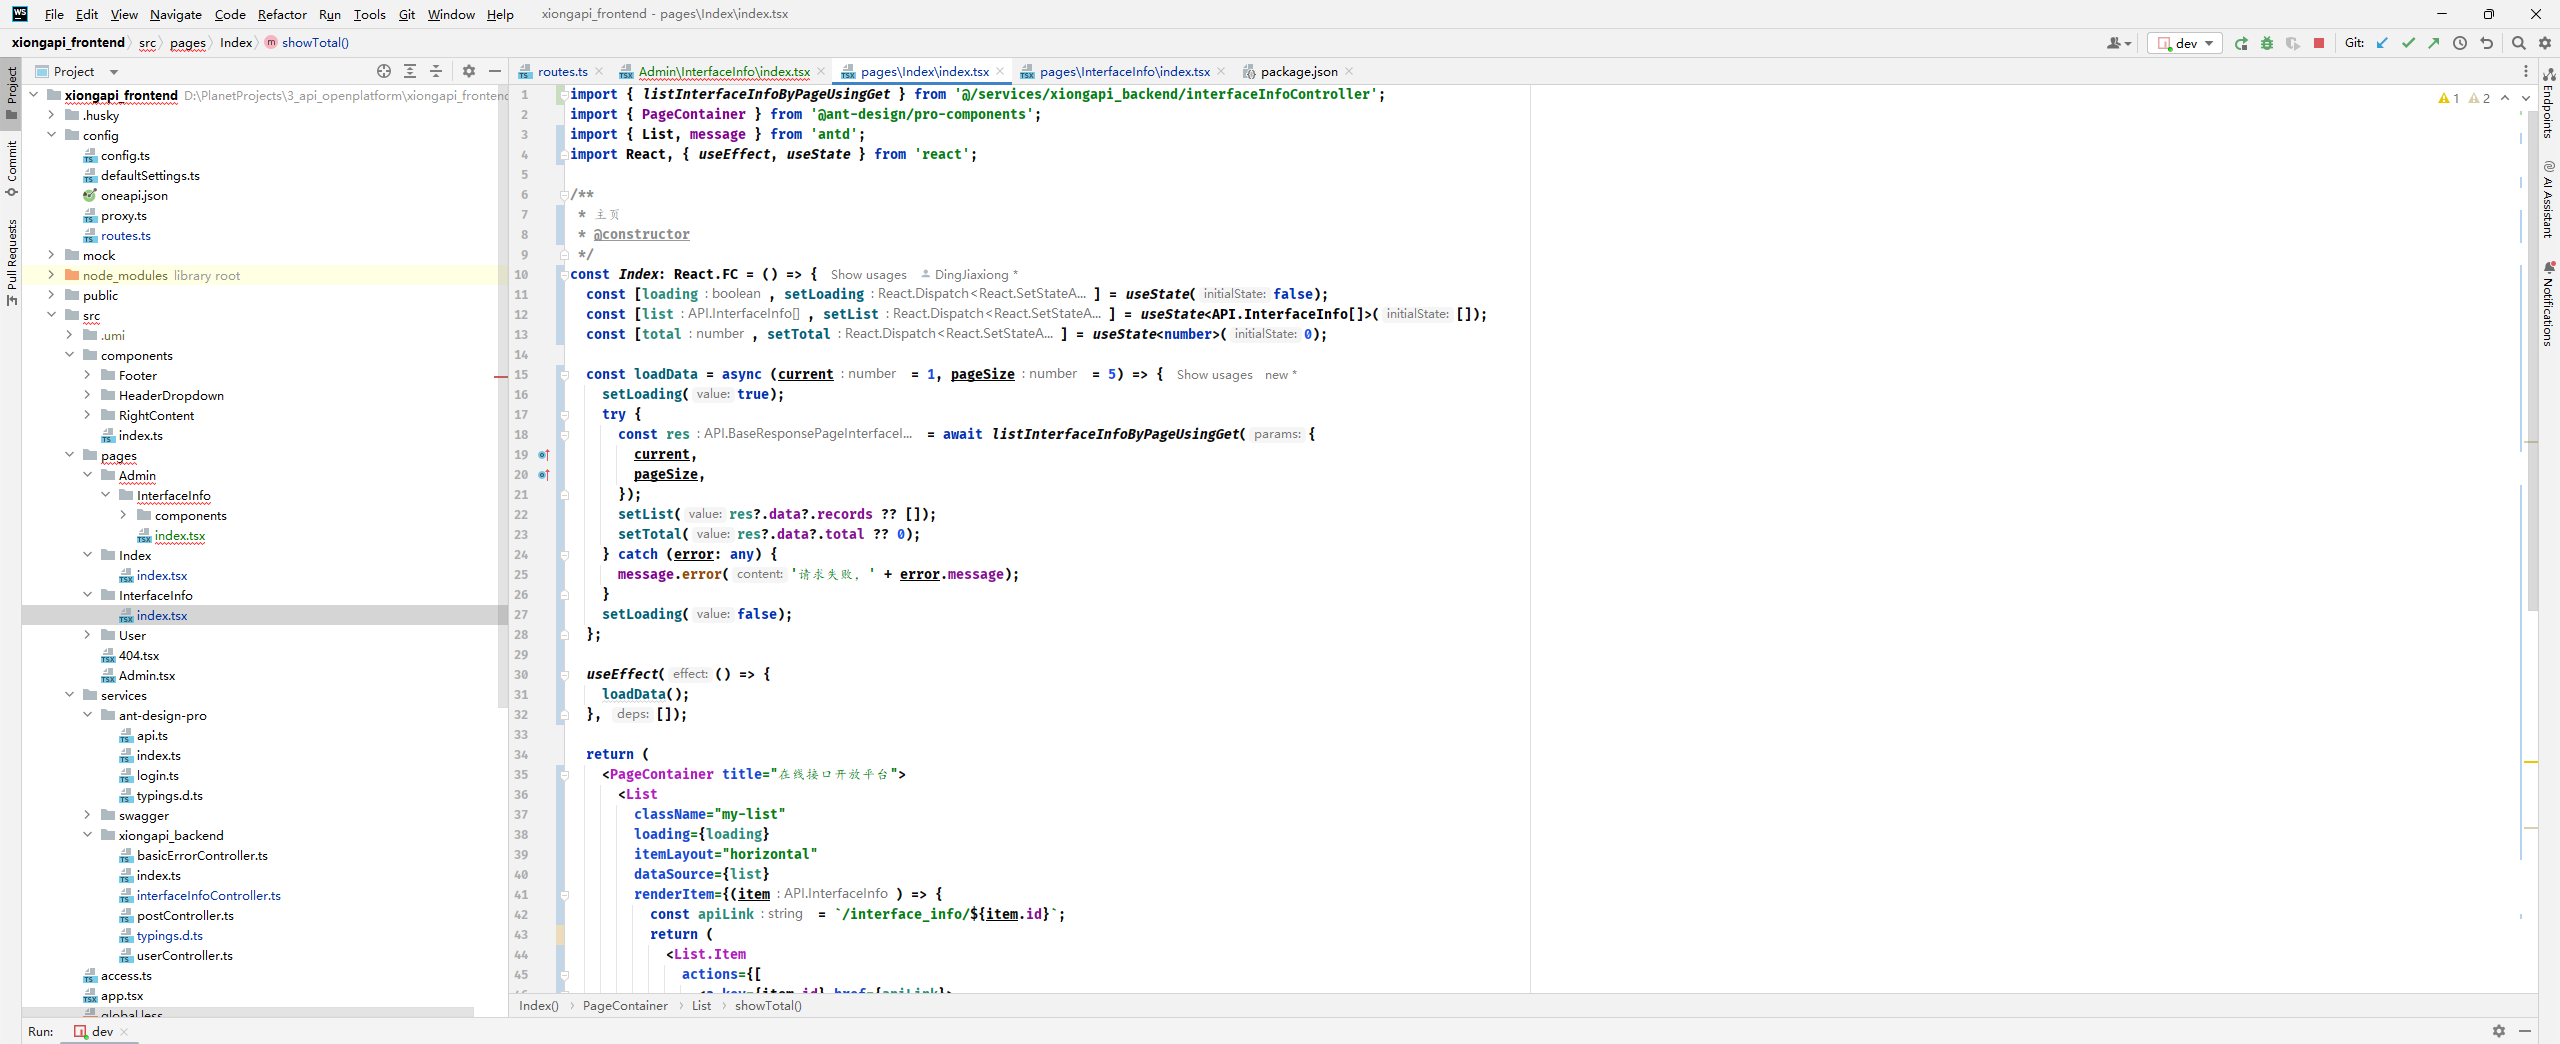 WS File Edit View Navigate Code Refactor Run Tools Git Window Help xiongapi_frontend - pages\Index\index.tsx
xiongapi_frontend src pages Index showTotal() dev Git:
Project
Commit
Pull Requests
Project
xiongapi_frontend D:\PlanetProjects\3_api_openplatform\xiongapi_frontend
.husky
config
config.ts
defaultSettings.ts
oneapi.json
proxy.ts
routes.ts
mock
node_modules library root
public
src
.umi
components
Footer
HeaderDropdown
RightContent
index.ts
pages
Admin
InterfaceInfo
components
index.tsx
Index
index.tsx
InterfaceInfo
index.tsx
User
404.tsx
Admin.tsx
services
ant-design-pro
api.ts
index.ts
login.ts
typings.d.ts
swagger
xiongapi_backend
basicErrorController.ts
index.ts
interfaceInfoController.ts
postController.ts
typings.d.ts
userController.ts
access.ts
app.tsx
global.less
routes.ts Admin\InterfaceInfo\index.tsx pages\Index\index.tsx pages\InterfaceInfo\index.tsx package.json
1 import { listInterfaceInfoByPageUsingGet } from '@/services/xiongapi_backend/interfaceInfoController'; 1 2
2 import { PageContainer } from '@ant-design/pro-components';
3 import { List, message } from 'antd';
4 import React, { useEffect, useState } from 'react';
5
6 /**
7 * 主页
8 * @constructor
9 */
10 const Index: React.FC = () => { Show usages DingJiaxiong *
11 const [loading : boolean , setLoading : React.Dispatch<React.SetStateA... ] = useState( initialState: false);
12 const [list : API.InterfaceInfo[] , setList : React.Dispatch<React.SetStateA... ] = useState<API.InterfaceInfo[]>( initialState: []);
13 const [total : number , setTotal : React.Dispatch<React.SetStateA... ] = useState<number>( initialState: 0);
14
15 const loadData = async (current : number = 1, pageSize : number = 5) => { Show usages new *
16 setLoading( value: true);
17 try {
18 const res : API.BaseResponsePageInterfaceI... = await listInterfaceInfoByPageUsingGet( params: {
19 current,
20 pageSize,
21 });
22 setList( value: res?.data?.records ?? []);
23 setTotal( value: res?.data?.total ?? 0);
24 } catch (error: any) {
25 message.error( content: '请求失败，' + error.message);
26 }
27 setLoading( value: false);
28 };
29
30 useEffect( effect: () => {
31 loadData();
32 }, deps: []);
33
34 return (
35 <PageContainer title="在线接口开放平台">
36 <List
37 className="my-list"
38 loading={loading}
39 itemLayout="horizontal"
40 dataSource={list}
41 renderItem={(item : API.InterfaceInfo ) => {
42 const apiLink : string = `/interface_info/${item.id}`;
43 return (
44 <List.Item
45 actions={[
<a key={item.id} href={apiLink}>
Index() PageContainer List showTotal()
Endpoints
AI Assistant
Notifications
Run: dev